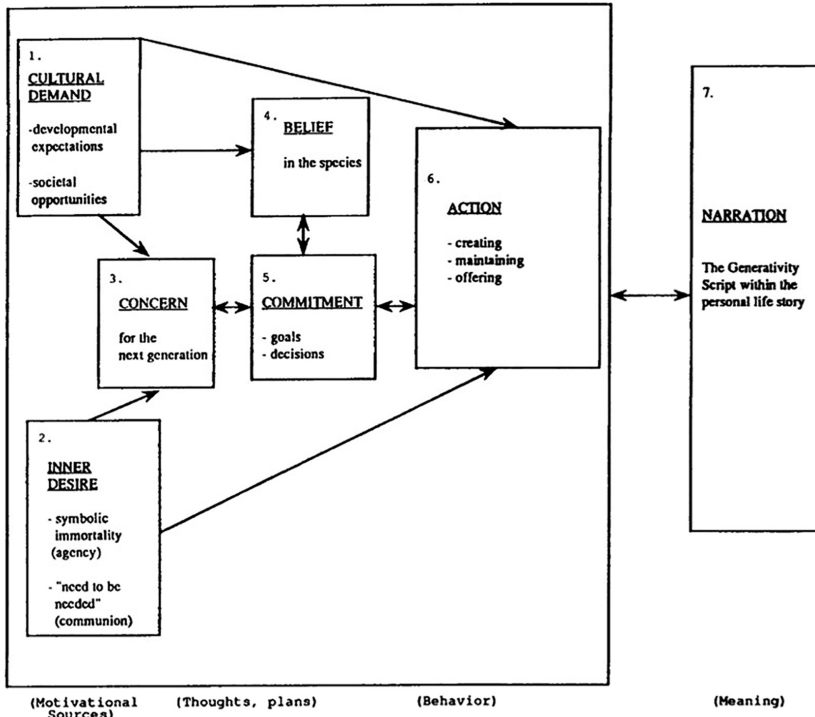 1.
CULTURAL
DEMAND
-developmental
expectations
-societal
opportunities
4.
BELIEF
in the species
3.
CONCERN
for the
next generation
5.
COMMITMENT
- goals
- decisions
2.
INNER
DESIRE
- symbolic
immortality
(agency)
- "need to be
needed"
(communion)
6.
ACTION
- creating
- maintaining
- offering
7.
NARRATION
The Generativity
Script within the
personal life story
(Motivational
Sources)
(Thoughts, plans)
(Behavior)
(Meaning)